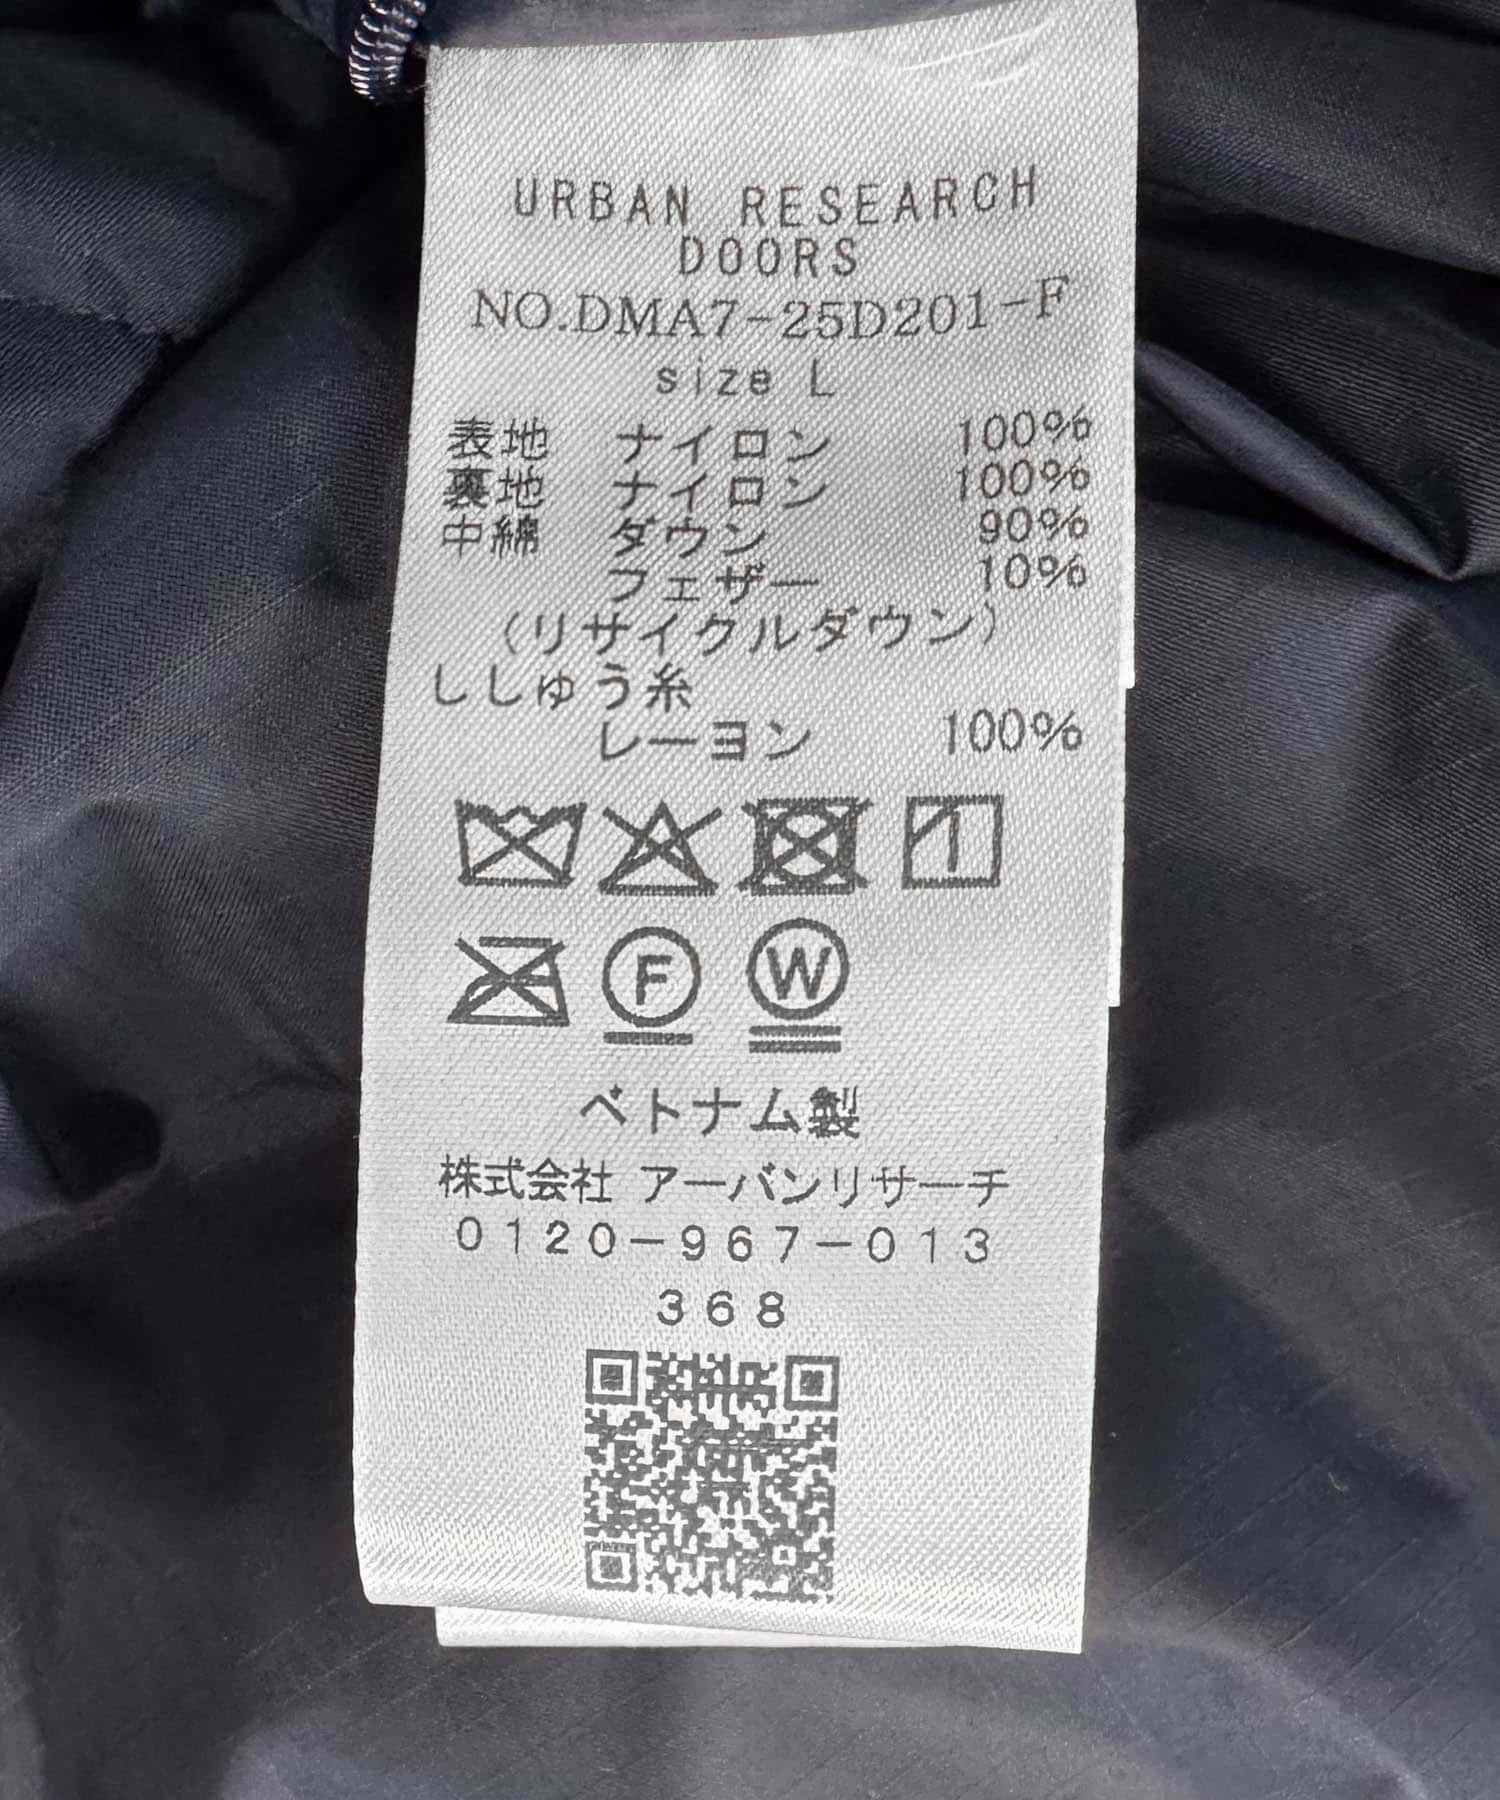 URBAN RESEARCH
DOORS
NO.DMA7-25D201-F
size L
表地 ナイロン 100%
裏地 ナイロン 100%
中綿 ダウン 90%
フェザー 10%
(リサイクルダウン)
ししゅう糸
レーヨン 100%
F W
ベトナム製
株式会社 アーバンリサーチ
0120-967-013
368